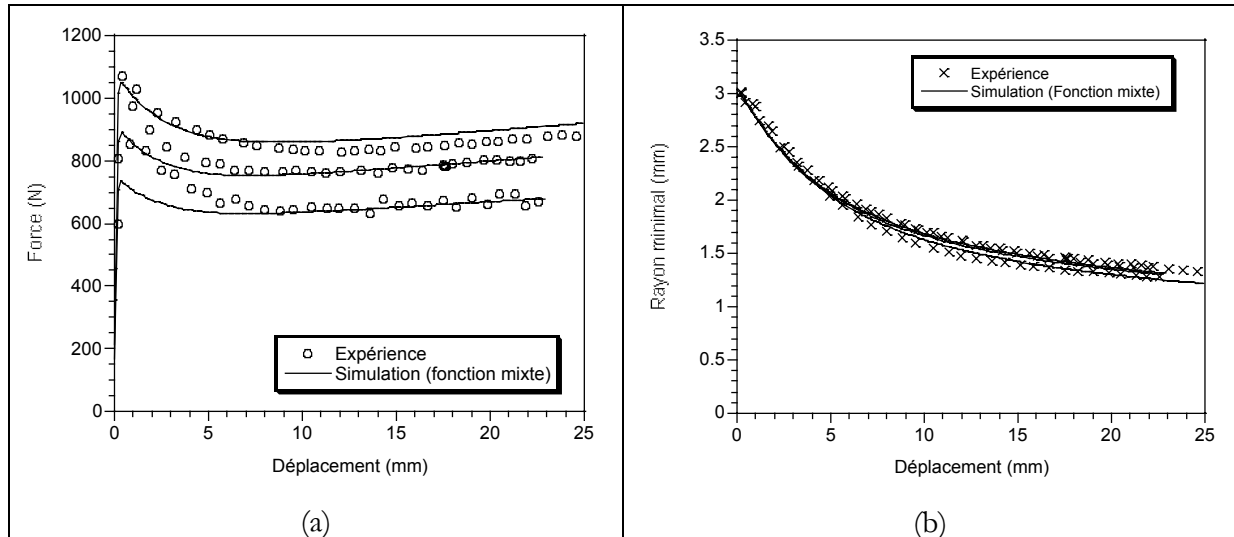 1200
1000
800
600
400
200
0
Force (N)
Expérience
Simulation (fonction mixte)
0 5 10 15 20 25
Déplacement (mm)
(a)
3.5
3
2.5
2
1.5
1
0.5
0
Rayon minimal (mm)
Expérience
Simulation (Fonction mixte)
0 5 10 15 20 25
Déplacement (mm)
(b)